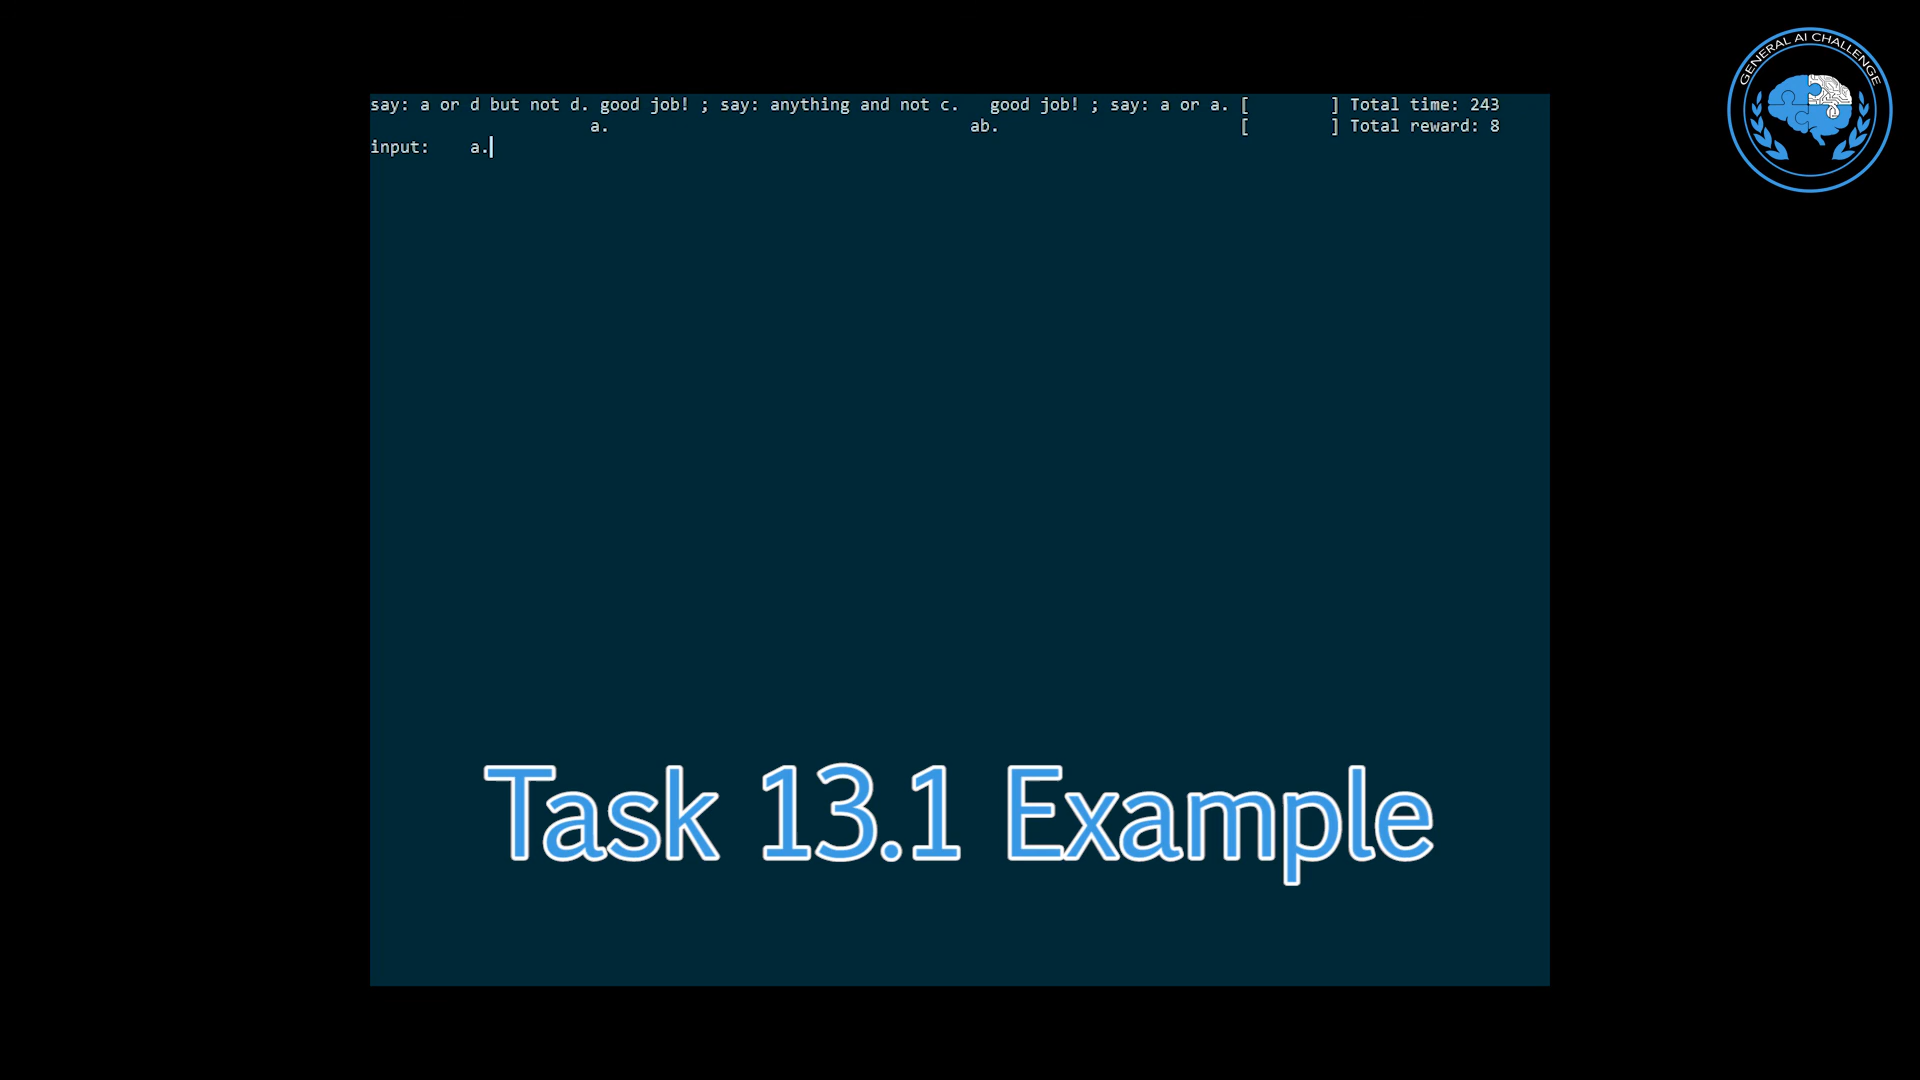 GENERAL AI CHALLENGE
say: a or d but not d. good job! ; say: anything and not c.   good job! ; say: a or a. [        ] Total time: 243
a.                                    ab.                        [        ] Total reward: 8
input:    a.
Task 13.1 Example